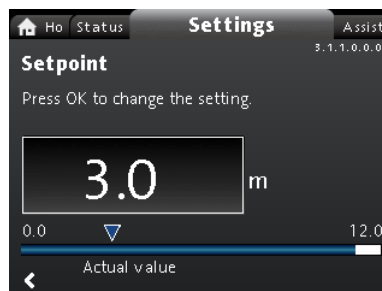 Ho Status Settings Assist
3.1.1.0.0.0
Setpoint
Press OK to change the setting.
3.0 m
0.0 12.0
Actual value